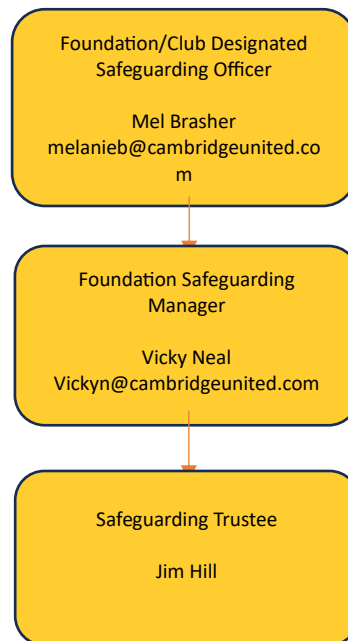 Foundation/Club Designated
Safeguarding Officer
Mel Brasher
melanieb@cambridgeunited.co
m
Foundation Safeguarding
Manager
Vicky Neal
Vickyn@cambridgeunited.com
Safeguarding Trustee
Jim Hill